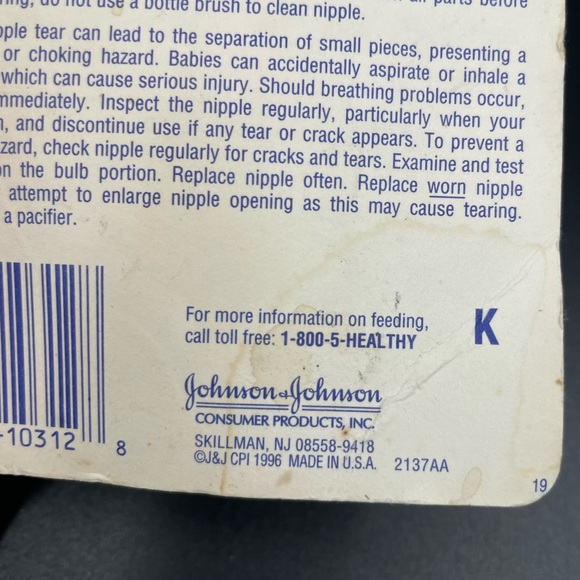 do not use a bottle brush to clean nipple.
tear can lead to the separation of small pieces, presenting a
or choking hazard. Babies can accidentally aspirate or inhale a
which can cause serious injury. Should breathing problems occur,
Inspect the nipple regularly, particularly when your
and discontinue use if any tear or crack appears. To prevent a
check nipple regularly for cracks and tears. Examine and test
the bulb portion. Replace nipple often. Replace worn nipple
attempt to enlarge nipple opening as this may cause tearing.
a pacifier.
For more information on feeding,
call toll free: 1-800-5-HEALTHY
K
Johnson & Johnson
CONSUMER PRODUCTS, INC.
SKILLMAN, NJ 08558-9418
©J&J CPI 1996 MADE IN U.S.A. 2137AA
-10312 8
19